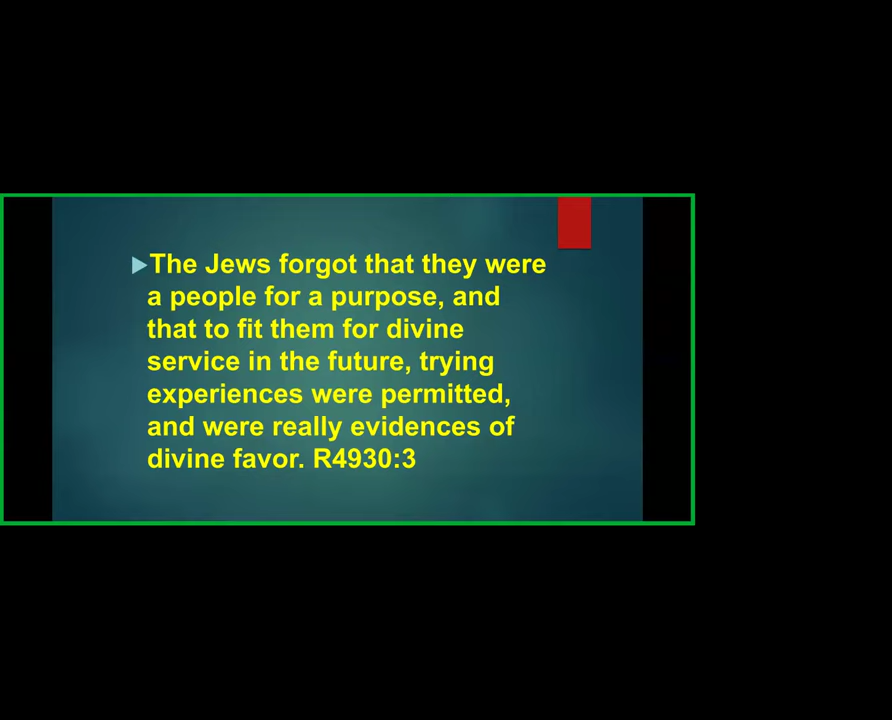 The Jews forgot that they were
a people for a purpose, and
that to fit them for divine
service in the future, trying
experiences were permitted,
and were really evidences of
divine favor. R4930:3